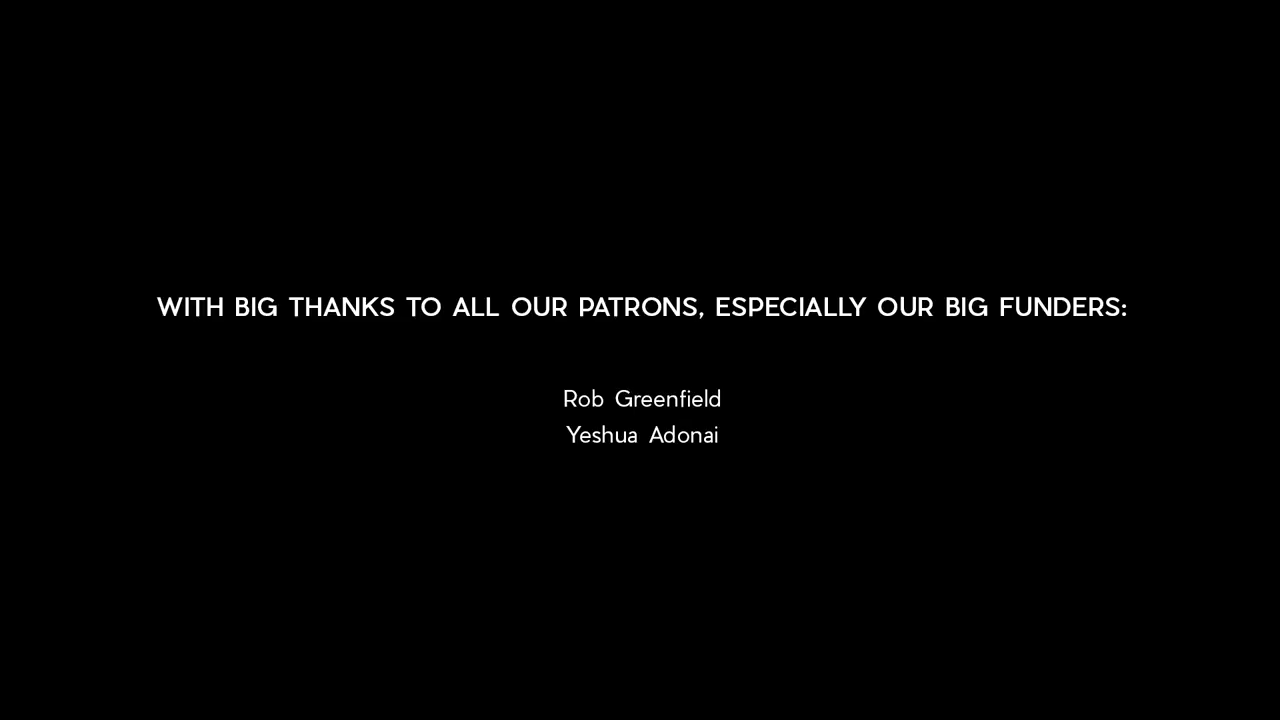 WITH BIG THANKS TO ALL OUR PATRONS, ESPECIALLY OUR BIG FUNDERS:
Rob Greenfield
Yeshua Adonai